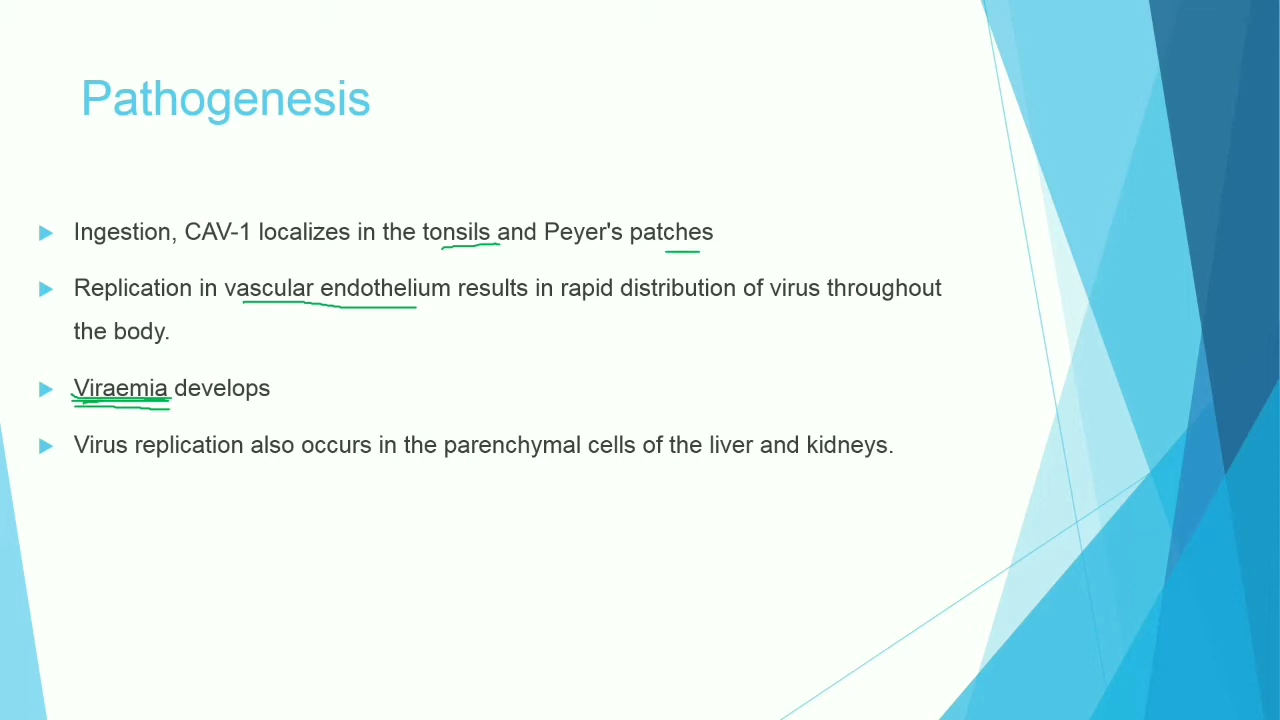 Pathogenesis
Ingestion, CAV-1 localizes in the tonsils and Peyer's patches
Replication in vascular endothelium results in rapid distribution of virus throughout
the body.
Viraemia develops
Virus replication also occurs in the parenchymal cells of the liver and kidneys.